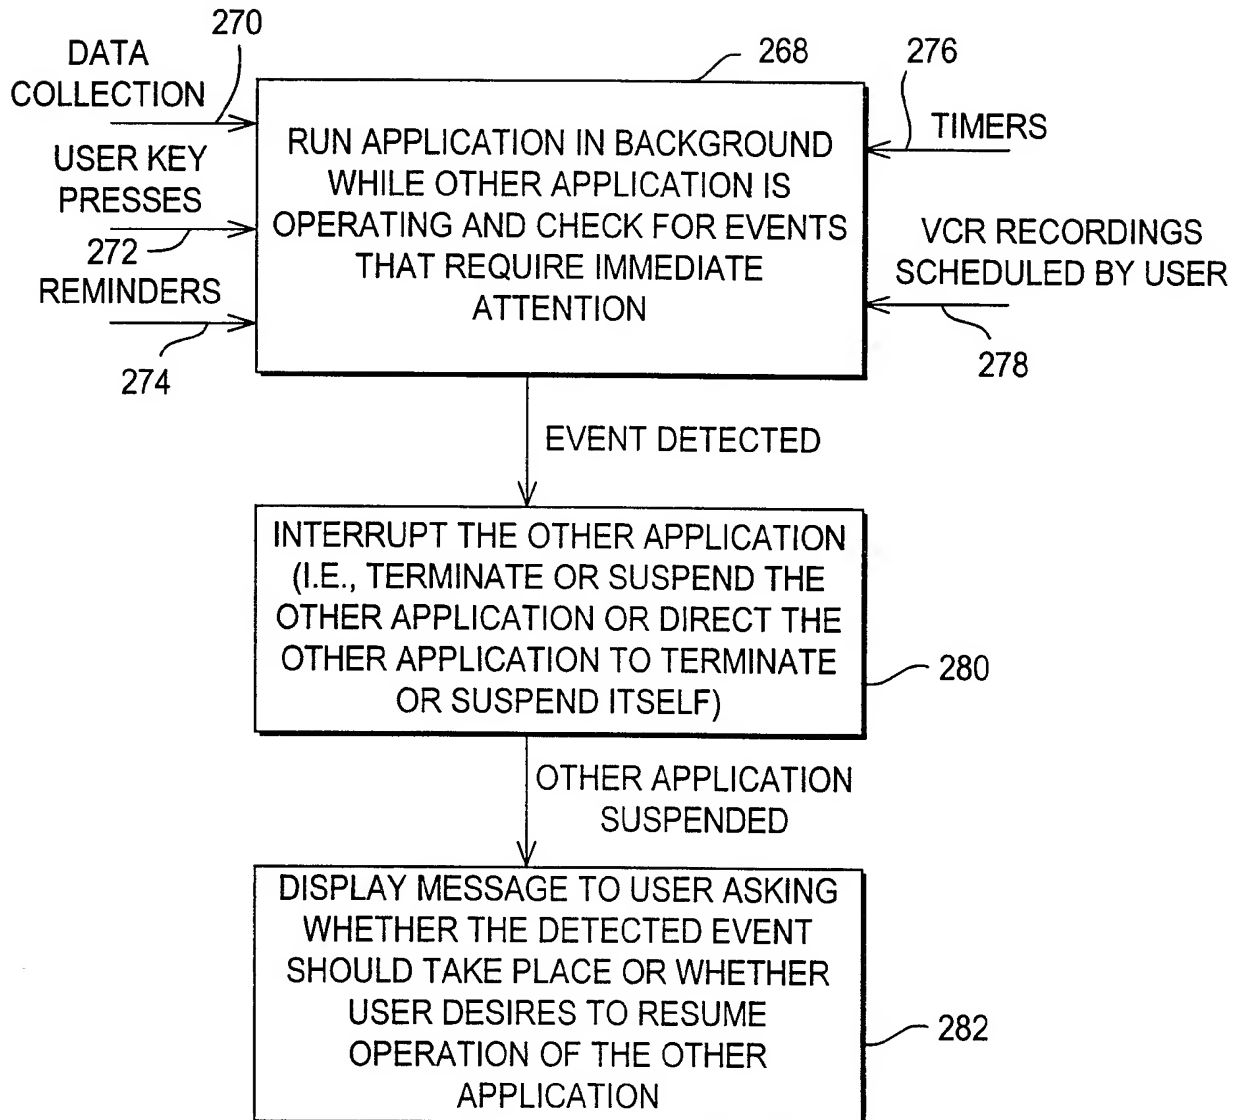 270
DATA
COLLECTION
USER KEY
PRESSES
272
REMINDERS
274
268
RUN APPLICATION IN BACKGROUND
WHILE OTHER APPLICATION IS
OPERATING AND CHECK FOR EVENTS
THAT REQUIRE IMMEDIATE
ATTENTION
276
TIMERS
VCR RECORDINGS
SCHEDULED BY USER
278
EVENT DETECTED
INTERRUPT THE OTHER APPLICATION
(I.E., TERMINATE OR SUSPEND THE
OTHER APPLICATION OR DIRECT THE
OTHER APPLICATION TO TERMINATE
OR SUSPEND ITSELF)
280
OTHER APPLICATION
SUSPENDED
DISPLAY MESSAGE TO USER ASKING
WHETHER THE DETECTED EVENT
SHOULD TAKE PLACE OR WHETHER
USER DESIRES TO RESUME
OPERATION OF THE OTHER
APPLICATION
282